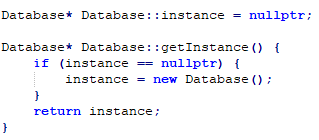 Database* Database::instance = nullptr;
Database* Database::getInstance() {
    if (instance == nullptr) {
        instance = new Database();
    }
    return instance;
}